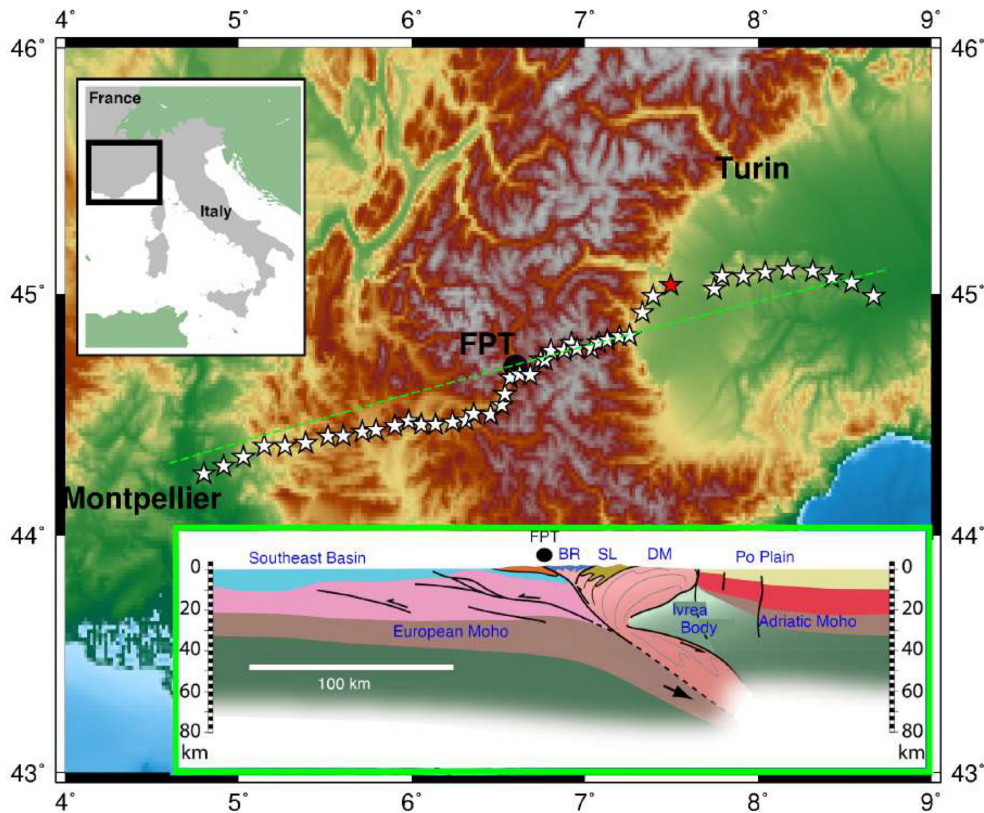 4˚ 5˚ 6˚ 7˚ 8˚ 9˚
46˚ 46˚
France
Italy
Turin
45˚ 45˚
FPT
Montpellier
44˚ 44˚
FPT
BR SL DM
Southeast Basin Po Plain
0 0
20 20
Ivrea
Body
European Moho Adriatic Moho
40 40
100 km
60 60
80 80
km km
43˚ 43˚
4˚ 5˚ 6˚ 7˚ 8˚ 9˚